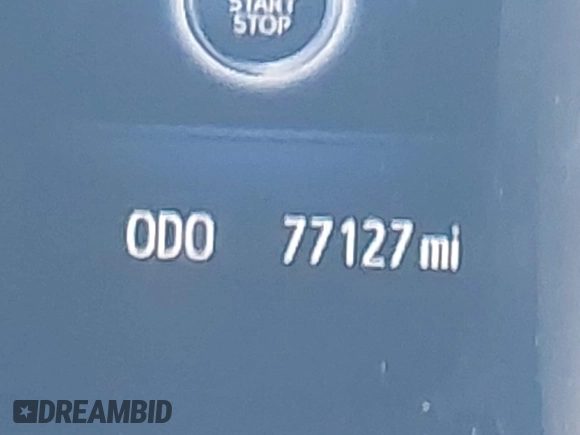 START
STOP
ODO 77127 mi
DREAMBID